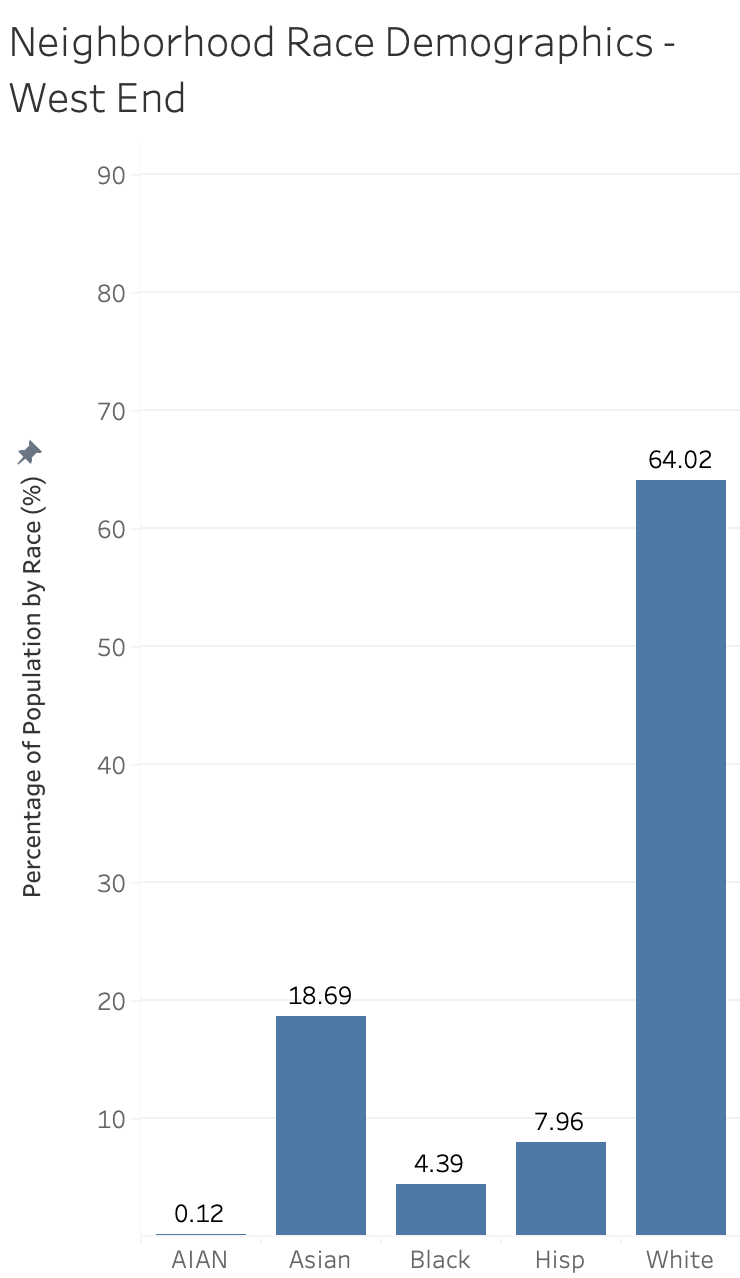 Neighborhood Race Demographics -
West End
Percentage of Population by Race (%)
90
80
70
60
50
40
30
20
10
0.12
18.69
4.39
7.96
64.02
AIAN
Asian
Black
Hisp
White